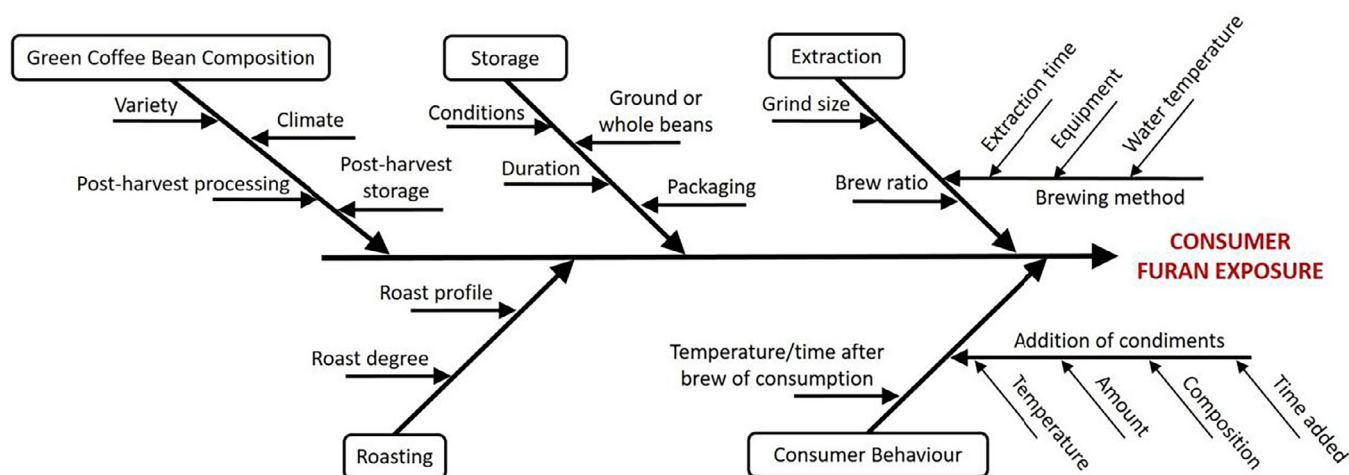 Green Coffee Bean Composition
Variety
Climate
Post-harvest processing
Post-harvest
storage
Storage
Conditions
Ground or
whole beans
Duration
Packaging
Extraction
Grind size
Brew ratio
Extraction time
Equipment
Water temperature
Brewing method
CONSUMER
FURAN EXPOSURE
Roast profile
Roast degree
Roasting
Temperature/time after
brew of consumption
Consumer Behaviour
Addition of condiments
Temperature
Amount
Composition
Time added